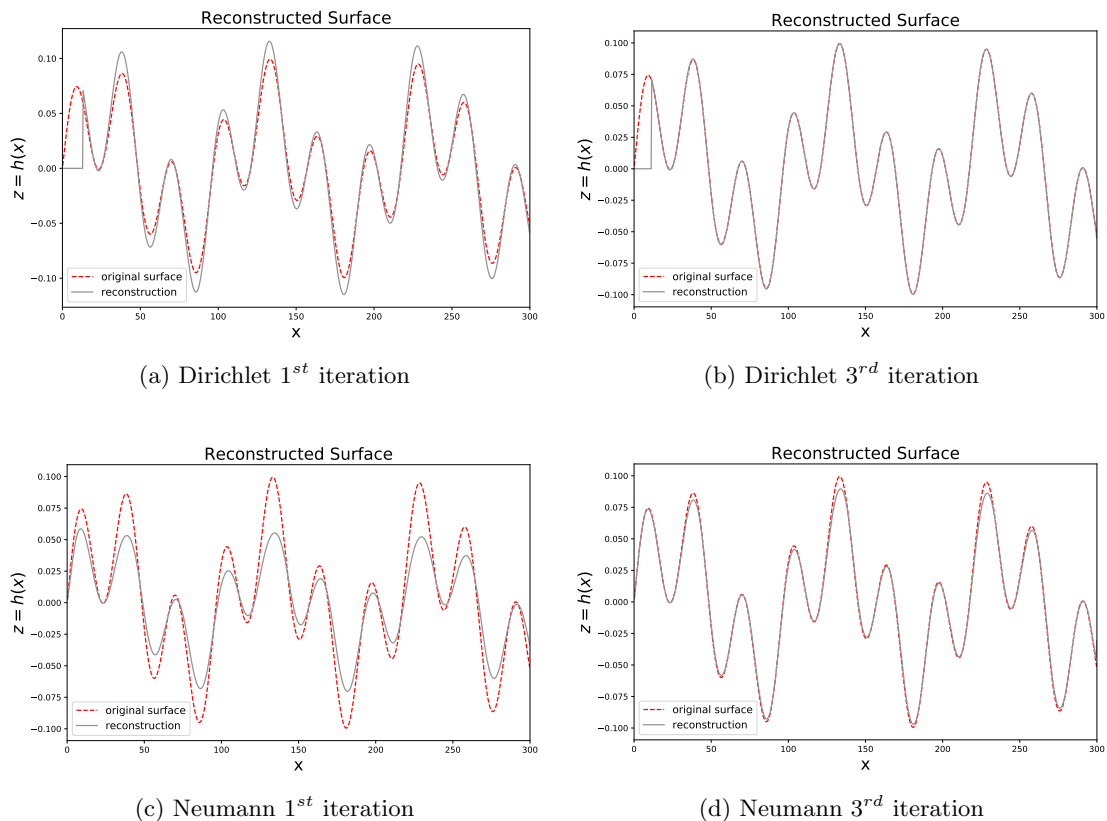 Reconstructed Surface
z = h(x)
0.10
0.05
0.00
−0.05
−0.10
original surface
reconstruction
0 50 100 150 200 250 300
x
(a) Dirichlet 1st iteration
Reconstructed Surface
z = h(x)
0.100
0.075
0.050
0.025
0.000
−0.025
−0.050
−0.075
−0.100
original surface
reconstruction
0 50 100 150 200 250 300
x
(b) Dirichlet 3rd iteration
Reconstructed Surface
z = h(x)
0.100
0.075
0.050
0.025
0.000
−0.025
−0.050
−0.075
−0.100
original surface
reconstruction
0 50 100 150 200 250 300
x
(c) Neumann 1st iteration
Reconstructed Surface
z = h(x)
0.100
0.075
0.050
0.025
0.000
−0.025
−0.050
−0.075
−0.100
original surface
reconstruction
0 50 100 150 200 250 300
x
(d) Neumann 3rd iteration